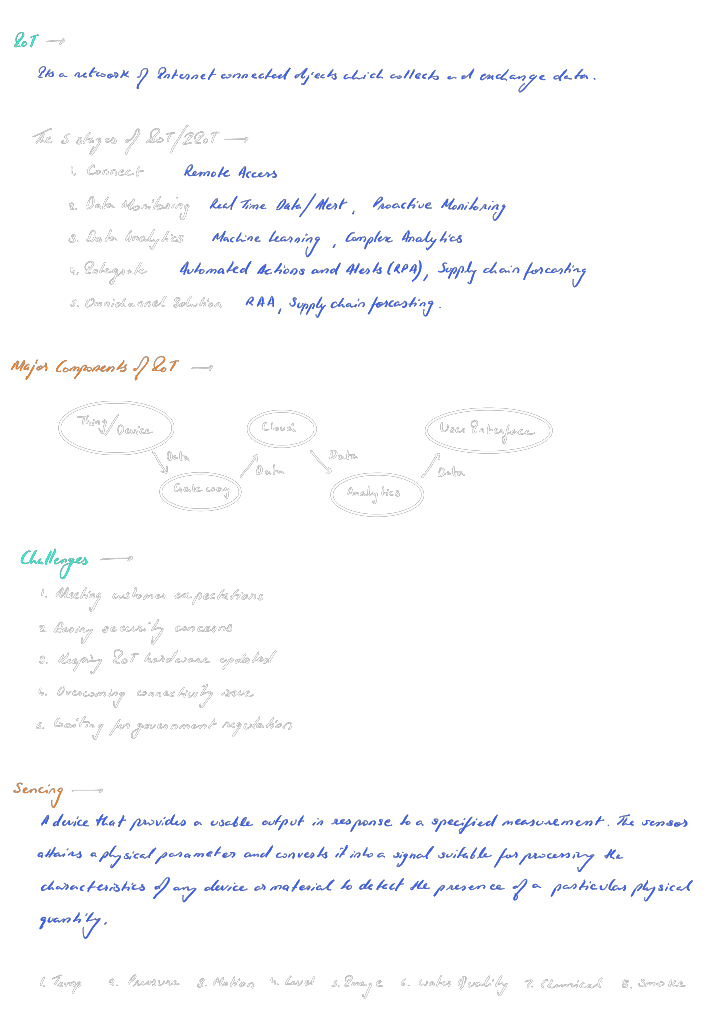 IoT →
Its a network of Internet connected objects which collects and exchange data.
The 5 stages of IoT/IIoT →
1. Connect Remote Access
2. Data Monitoring Real Time Data/Alert, Proactive Monitoring
3. Data Analytics Machine Learning, Complex Analytics
4. Integrate Automated Actions and Alerts (RPA), Supply chain forcasting
5. Omnichannel Solution RAA, Supply chain forcasting.
Major Components of IoT →
Thing/Device
Cloud
User Interface
Data
Data
Data
Data
Gate way
Analytics
Challenges →
1. Meeting customer expectations
2. security concerns
3. Keeping IoT hardware updated
4. Overcoming connectivity issue
5. Waiting for government regulation
Sencing →
A device that provides a usable output in response to a specified measurement. The sensor
attains a physical parameter and converts it into a signal suitable for processing the
characteristics of any device or material to detect the presence of a particular physical
quantity.
1. Temp 2. Pressure 3. Motion 4. Level 5. Image 6. Water Quality 7. Chemical 8. Smoke